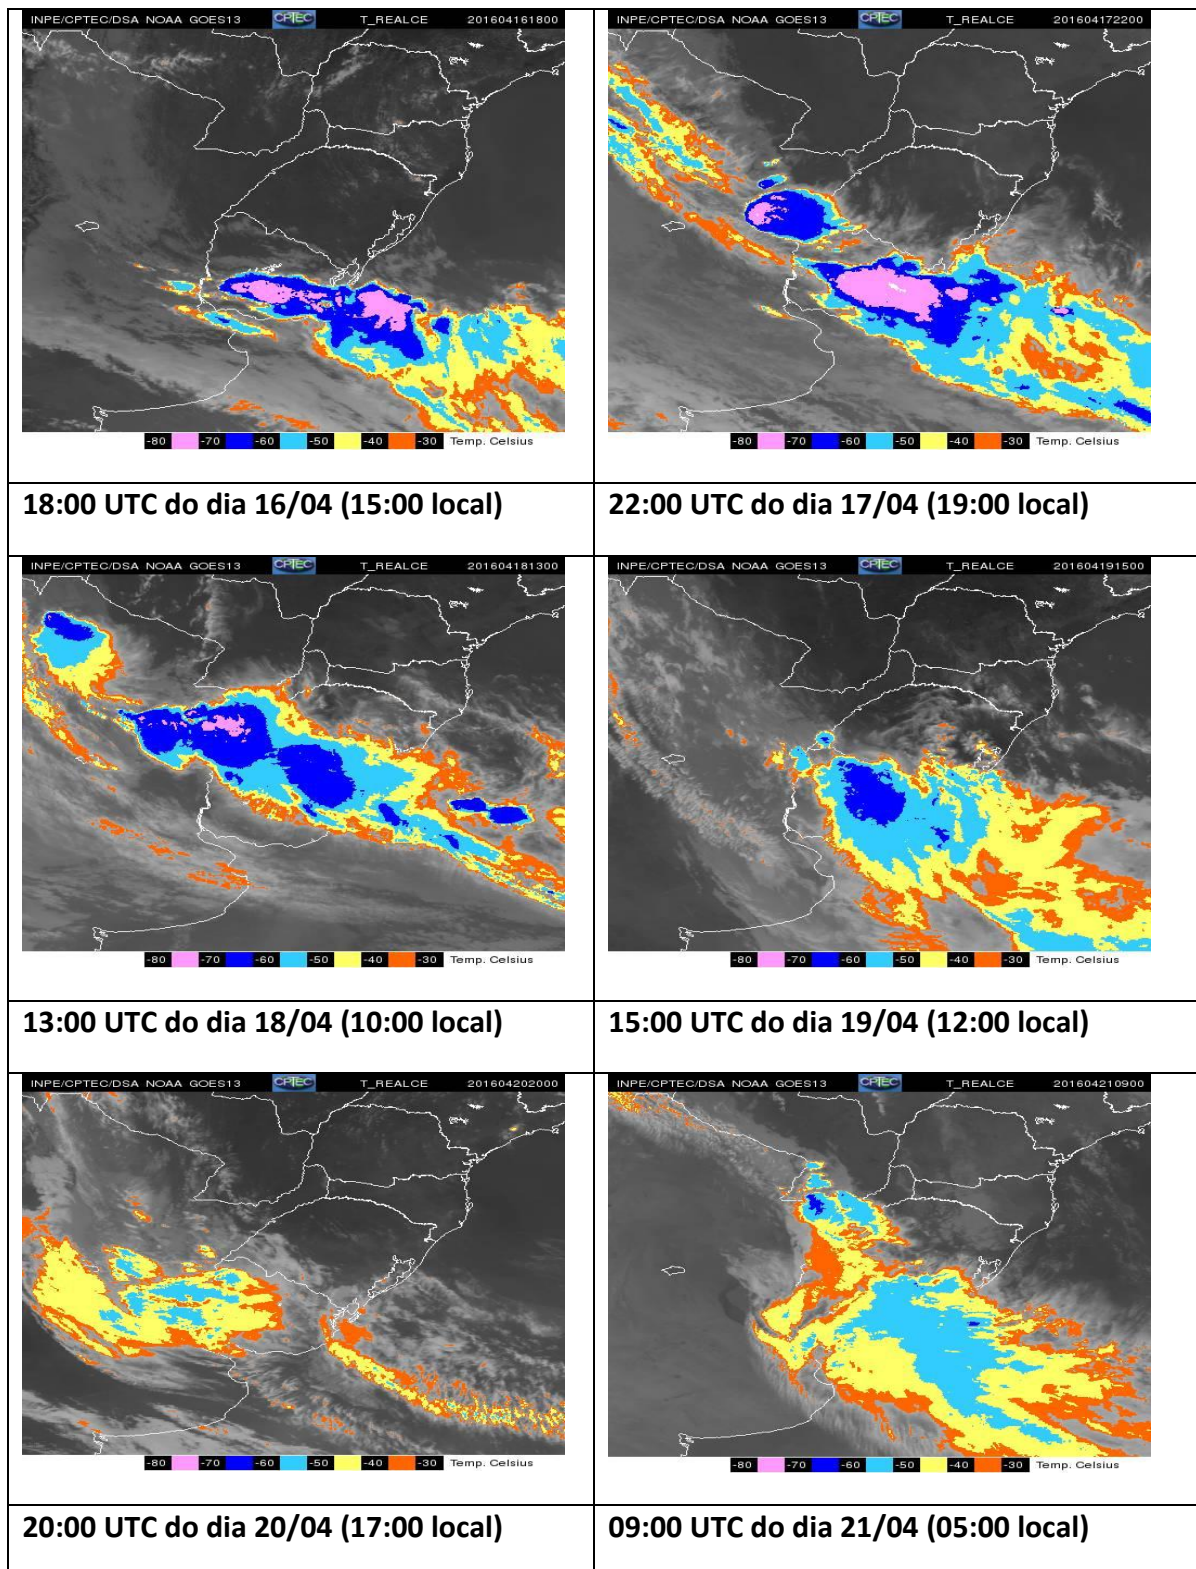 INPE/CPTEC/DSA NOAA GOES13 CPTEC T_REALCE 201604161800
-80 -70 -60 -50 -40 -30 Temp. Celsius
18:00 UTC do dia 16/04 (15:00 local)
INPE/CPTEC/DSA NOAA GOES13 CPTEC T_REALCE 201604172200
-80 -70 -60 -50 -40 -30 Temp. Celsius
22:00 UTC do dia 17/04 (19:00 local)
INPE/CPTEC/DSA NOAA GOES13 CPTEC T_REALCE 201604181300
-80 -70 -60 -50 -40 -30 Temp. Celsius
13:00 UTC do dia 18/04 (10:00 local)
INPE/CPTEC/DSA NOAA GOES13 CPTEC T_REALCE 201604191500
-80 -70 -60 -50 -40 -30 Temp. Celsius
15:00 UTC do dia 19/04 (12:00 local)
INPE/CPTEC/DSA NOAA GOES13 CPTEC T_REALCE 201604202000
-80 -70 -60 -50 -40 -30 Temp. Celsius
20:00 UTC do dia 20/04 (17:00 local)
INPE/CPTEC/DSA NOAA GOES13 CPTEC T_REALCE 201604210900
-80 -70 -60 -50 -40 -30 Temp. Celsius
09:00 UTC do dia 21/04 (05:00 local)